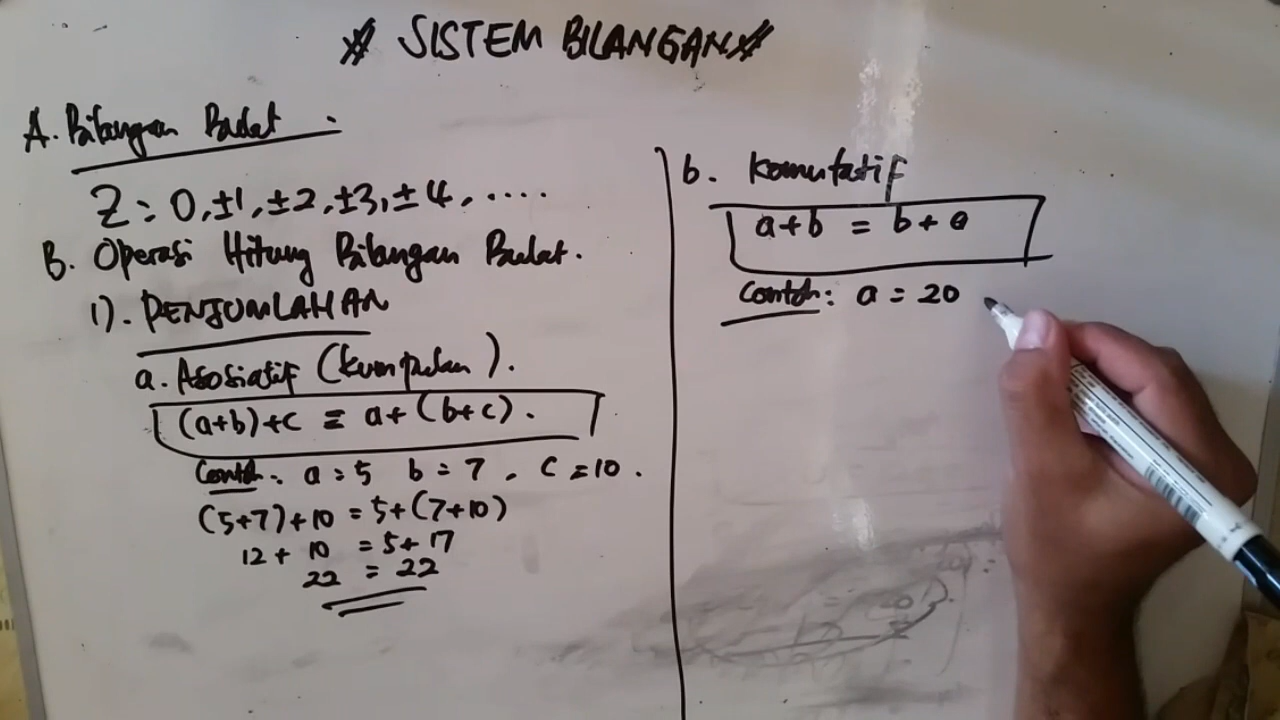 SISTEM BILANGAN
A. Bilangan Bulat.
Z = 0, ±1, ±2, ±3, ±4, ....
B. Operasi Hitung Bilangan Bulat.
1). PENJUMLAHAN
a. Asosiatif (kumpulan).
(a+b)+c = a+(b+c).
Contoh: a = 5 b = 7, c = 10.
(5+7)+10 = 5+(7+10)
12 + 10 = 5+17
22 = 22
b. Komutatif
a+b = b+a
Contoh: a = 20